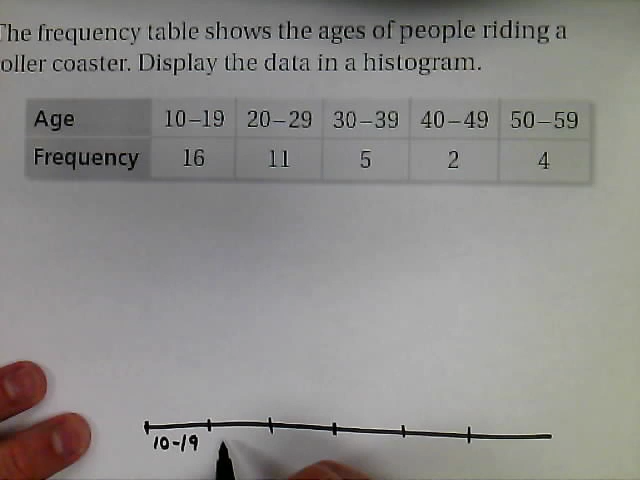 The frequency table shows the ages of people riding a
oller coaster. Display the data in a histogram.
Age 10–19 20–29 30–39 40–49 50–59
Frequency 16 11 5 2 4
10-19